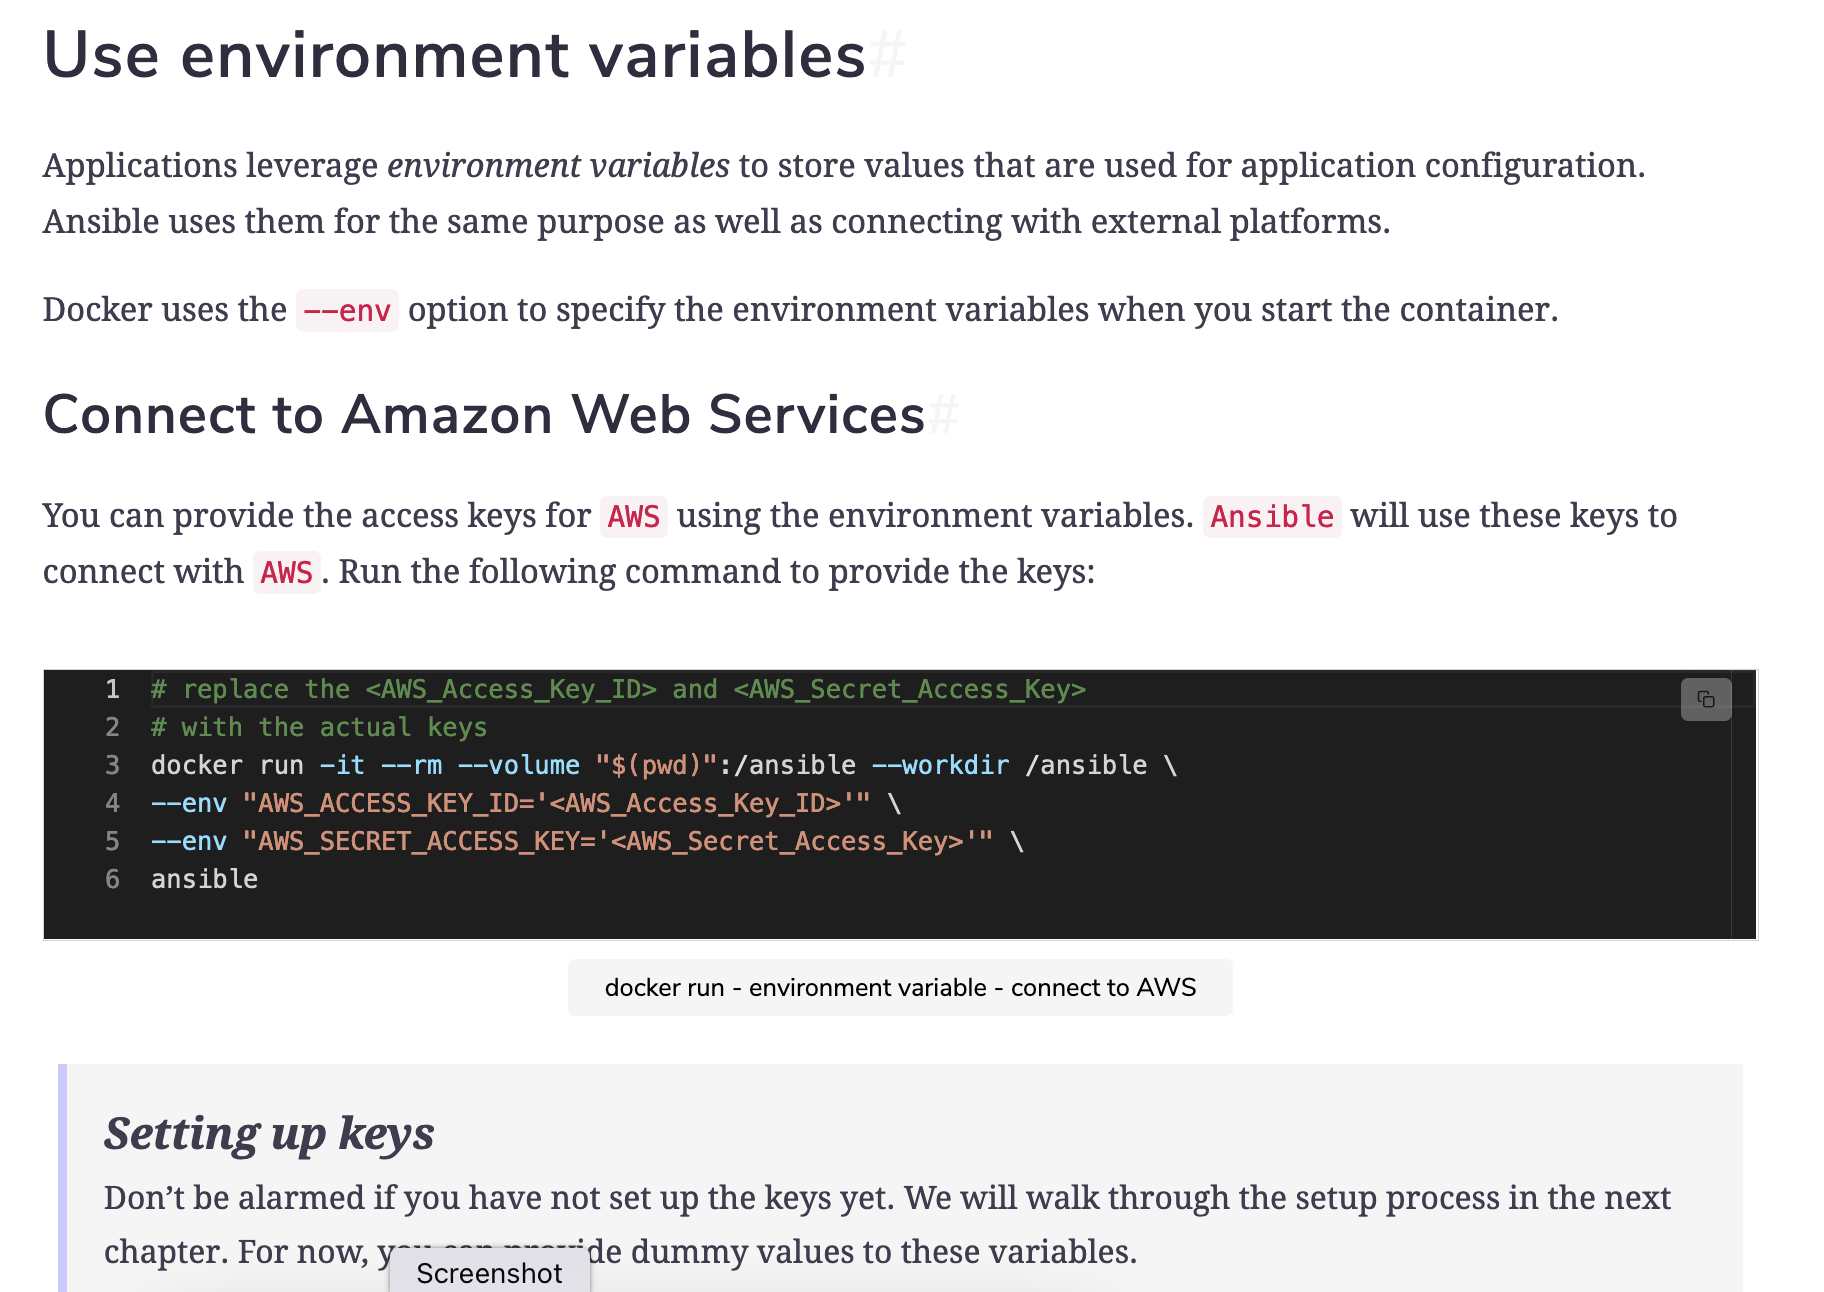 Use environment variables#
Applications leverage environment variables to store values that are used for application configuration.
Ansible uses them for the same purpose as well as connecting with external platforms.
Docker uses the --env option to specify the environment variables when you start the container.
Connect to Amazon Web Services#
You can provide the access keys for AWS using the environment variables. Ansible will use these keys to
connect with AWS. Run the following command to provide the keys:
1 # replace the <AWS_Access_Key_ID> and <AWS_Secret_Access_Key>
2 # with the actual keys
3 docker run -it --rm --volume "$(pwd)":/ansible --workdir /ansible \
4 --env "AWS_ACCESS_KEY_ID='<AWS_Access_Key_ID>'" \
5 --env "AWS_SECRET_ACCESS_KEY='<AWS_Secret_Access_Key>'" \
6 ansible
docker run - environment variable - connect to AWS
Setting up keys
Don’t be alarmed if you have not set up the keys yet. We will walk through the setup process in the next
chapter. For now, you can provide dummy values to these variables.
Screenshot